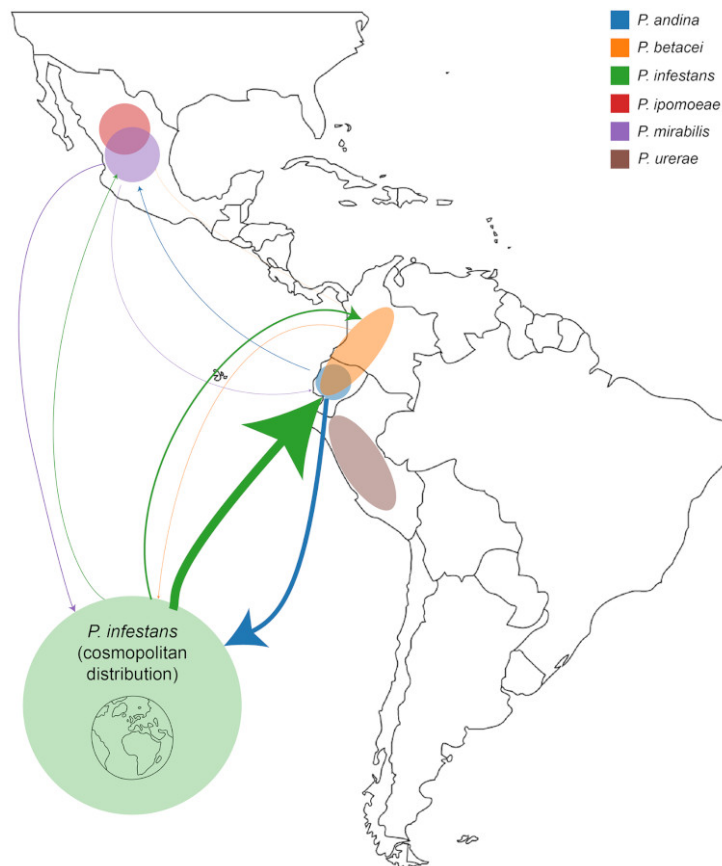 P. andina
P. betacei
P. infestans
P. ipomoeae
P. mirabilis
P. urerae
P. infestans
(cosmopolitan
distribution)